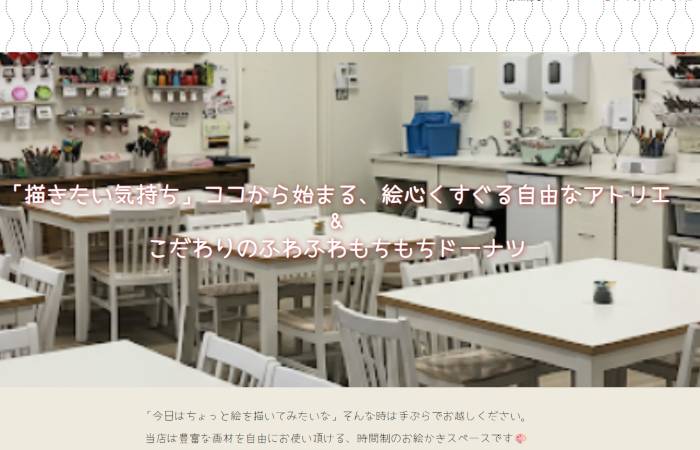 「描きたい気持ち」ココから始まる、絵心くすぐる自由なアトリエ
&
こだわりのふわふわもちもちドーナツ
「今日はちょっと絵を描いてみたいな」そんな時は手ぶらでお越しください。
当店は豊富な画材を自由にお使い頂ける、時間制のお絵かきスペースです